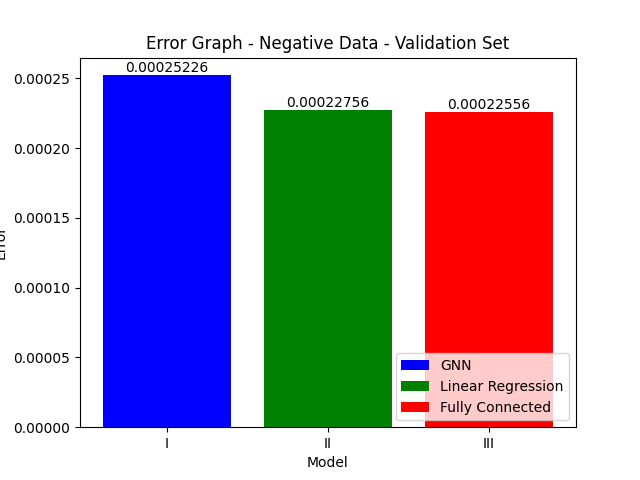 Error Graph - Negative Data - Validation Set
0.00025226
0.00022756
0.00022556
0.00025
0.00020
0.00015
0.00010
0.00005
0.00000
Error
GNN
Linear Regression
Fully Connected
I
II
III
Model